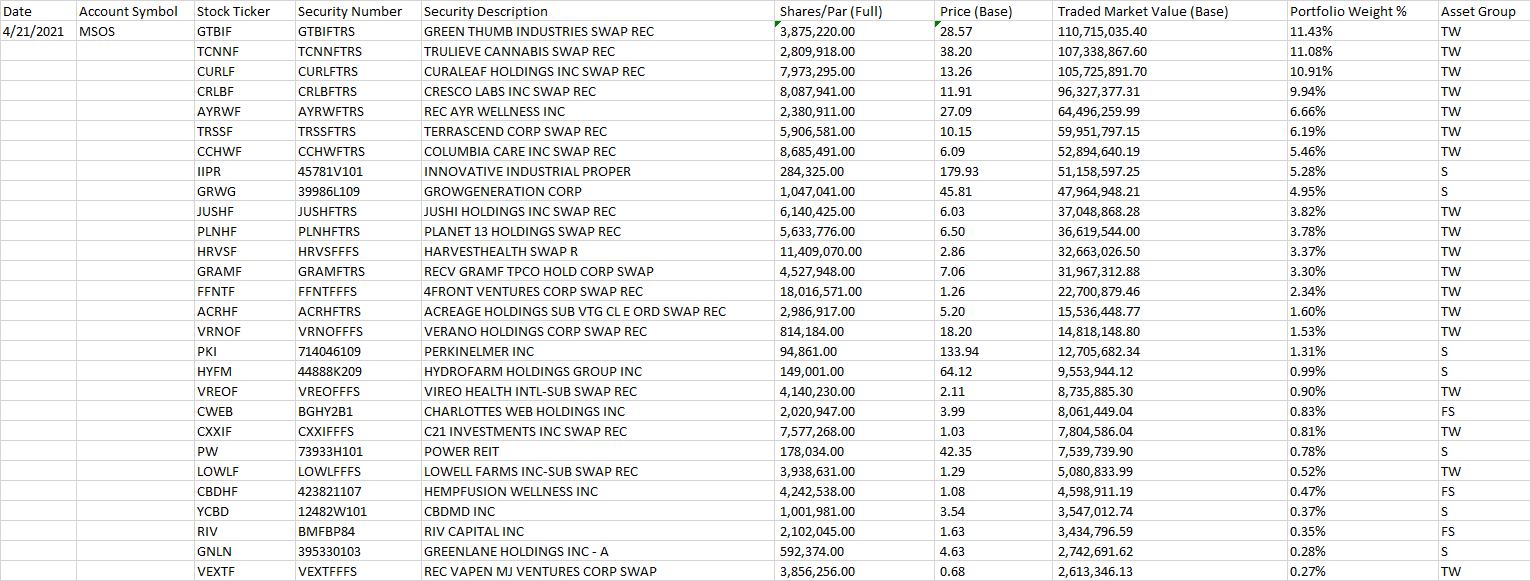 Date Account Symbol Stock Ticker Security Number Security Description Shares/Par (Full) Price (Base) Traded Market Value (Base) Portfolio Weight % Asset Group
4/21/2021 MSOS GTBIF GTBIFTRS GREEN THUMB INDUSTRIES SWAP REC 3,875,220.00 28.57 110,715,035.40 11.43% TW
TCNNF TCNNFTRS TRULIEVE CANNABIS SWAP REC 2,809,918.00 38.20 107,338,867.60 11.08% TW
CURLF CURLFTRS CURALEAF HOLDINGS INC SWAP REC 7,973,295.00 13.26 105,725,891.70 10.91% TW
CRLBF CRLBFTRS CRESCO LABS INC SWAP REC 8,087,941.00 11.91 96,327,377.31 9.94% TW
AYRWF AYRWFTRS REC AYR WELLNESS INC 2,380,911.00 27.09 64,496,259.99 6.66% TW
TRSSF TRSSFTRS TERRASCEND CORP SWAP REC 5,906,581.00 10.15 59,951,797.15 6.19% TW
CCHWF CCHWFTRS COLUMBIA CARE INC SWAP REC 8,685,491.00 6.09 52,894,640.19 5.46% TW
IIPR 45781V101 INNOVATIVE INDUSTRIAL PROPER 284,325.00 179.93 51,158,597.25 5.28% S
GRWG 39986L109 GROWGENERATION CORP 1,047,041.00 45.81 47,964,948.21 4.95% S
JUSHF JUSHFTRS JUSHI HOLDINGS INC SWAP REC 6,140,425.00 6.03 37,048,868.28 3.82% TW
PLNHF PLNHFTRS PLANET 13 HOLDINGS SWAP REC 5,633,776.00 6.50 36,619,544.00 3.78% TW
HRVSF HRVSFFFS HARVESTHEALTH SWAP R 11,409,070.00 2.86 32,663,026.50 3.37% TW
GRAMF GRAMFTRS RECV GRAMF TPCO HOLD CORP SWAP 4,527,948.00 7.06 31,967,312.88 3.30% TW
FFNTF FFNTFFFS 4FRONT VENTURES CORP SWAP REC 18,016,571.00 1.26 22,700,879.46 2.34% TW
ACRHF ACRHFTRS ACREAGE HOLDINGS SUB VTG CL E ORD SWAP REC 2,986,917.00 5.20 15,536,448.77 1.60% TW
VRNOF VRNOFFFS VERANO HOLDINGS CORP SWAP REC 814,184.00 18.20 14,818,148.80 1.53% TW
PKI 714046109 PERKINELMER INC 94,861.00 133.94 12,705,682.34 1.31% S
HYFM 44888K209 HYDROFARM HOLDINGS GROUP INC 149,001.00 64.12 9,553,944.12 0.99% S
VREOF VREOFFFS VIREO HEALTH INTL-SUB SWAP REC 4,140,230.00 2.11 8,735,885.30 0.90% TW
CWEB BGHY2B1 CHARLOTTES WEB HOLDINGS INC 2,020,947.00 3.99 8,061,449.04 0.83% FS
CXXIF CXXIFFFS C21 INVESTMENTS INC SWAP REC 7,577,268.00 1.03 7,804,586.04 0.81% TW
PW 73933H101 POWER REIT 178,034.00 42.35 7,539,739.90 0.78% S
LOWLF LOWLFFFS LOWELL FARMS INC-SUB SWAP REC 3,938,631.00 1.29 5,080,833.99 0.52% TW
CBDHF 423821107 HEMPFUSION WELLNESS INC 4,242,538.00 1.08 4,598,911.19 0.47% FS
YCBD 12482W101 CBDMD INC 1,001,981.00 3.54 3,547,012.74 0.37% S
RIV BMFBP84 RIV CAPITAL INC 2,102,045.00 1.63 3,434,796.59 0.35% FS
GNLN 395330103 GREENLANE HOLDINGS INC - A 592,374.00 4.63 2,742,691.62 0.28% S
VEXTF VEXTFFFS REC VAPEN MJ VENTURES CORP SWAP 3,856,256.00 0.68 2,613,346.13 0.27% TW